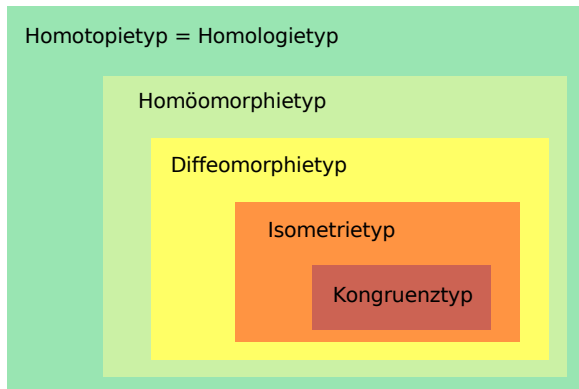 Homotopietyp = Homologietyp
Homöomorphietyp
Diffeomorphietyp
Isometrietyp
Kongruenztyp